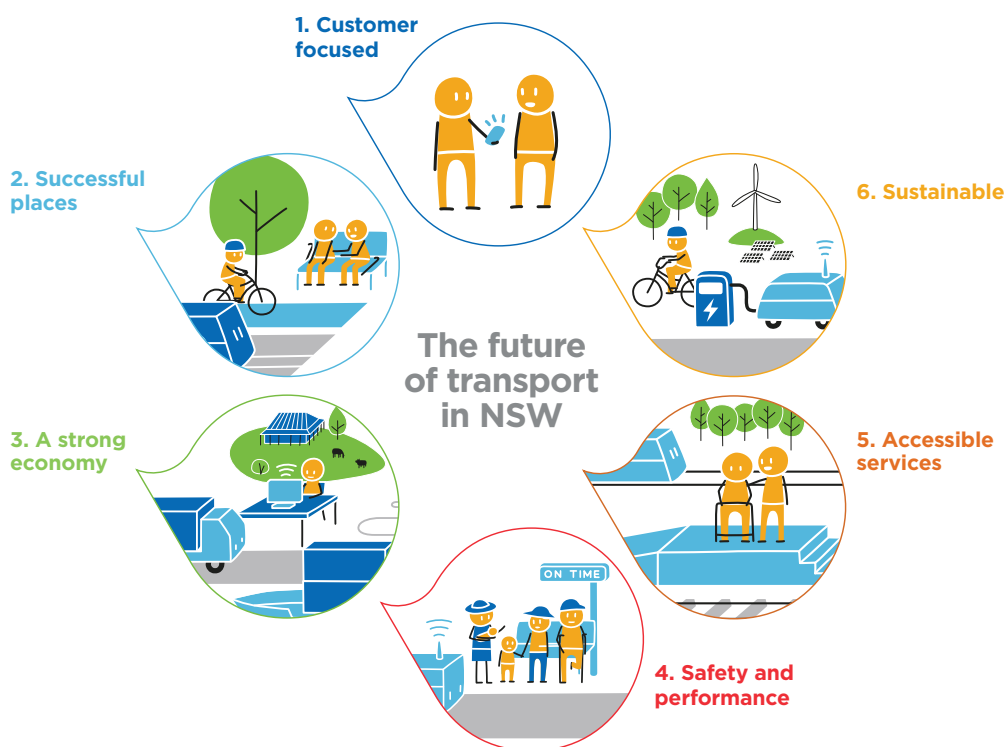 1. Customer
focused
2. Successful
places
6. Sustainable
The future
of transport
in NSW
3. A strong
economy
5. Accessible
services
ON TIME
4. Safety and
performance